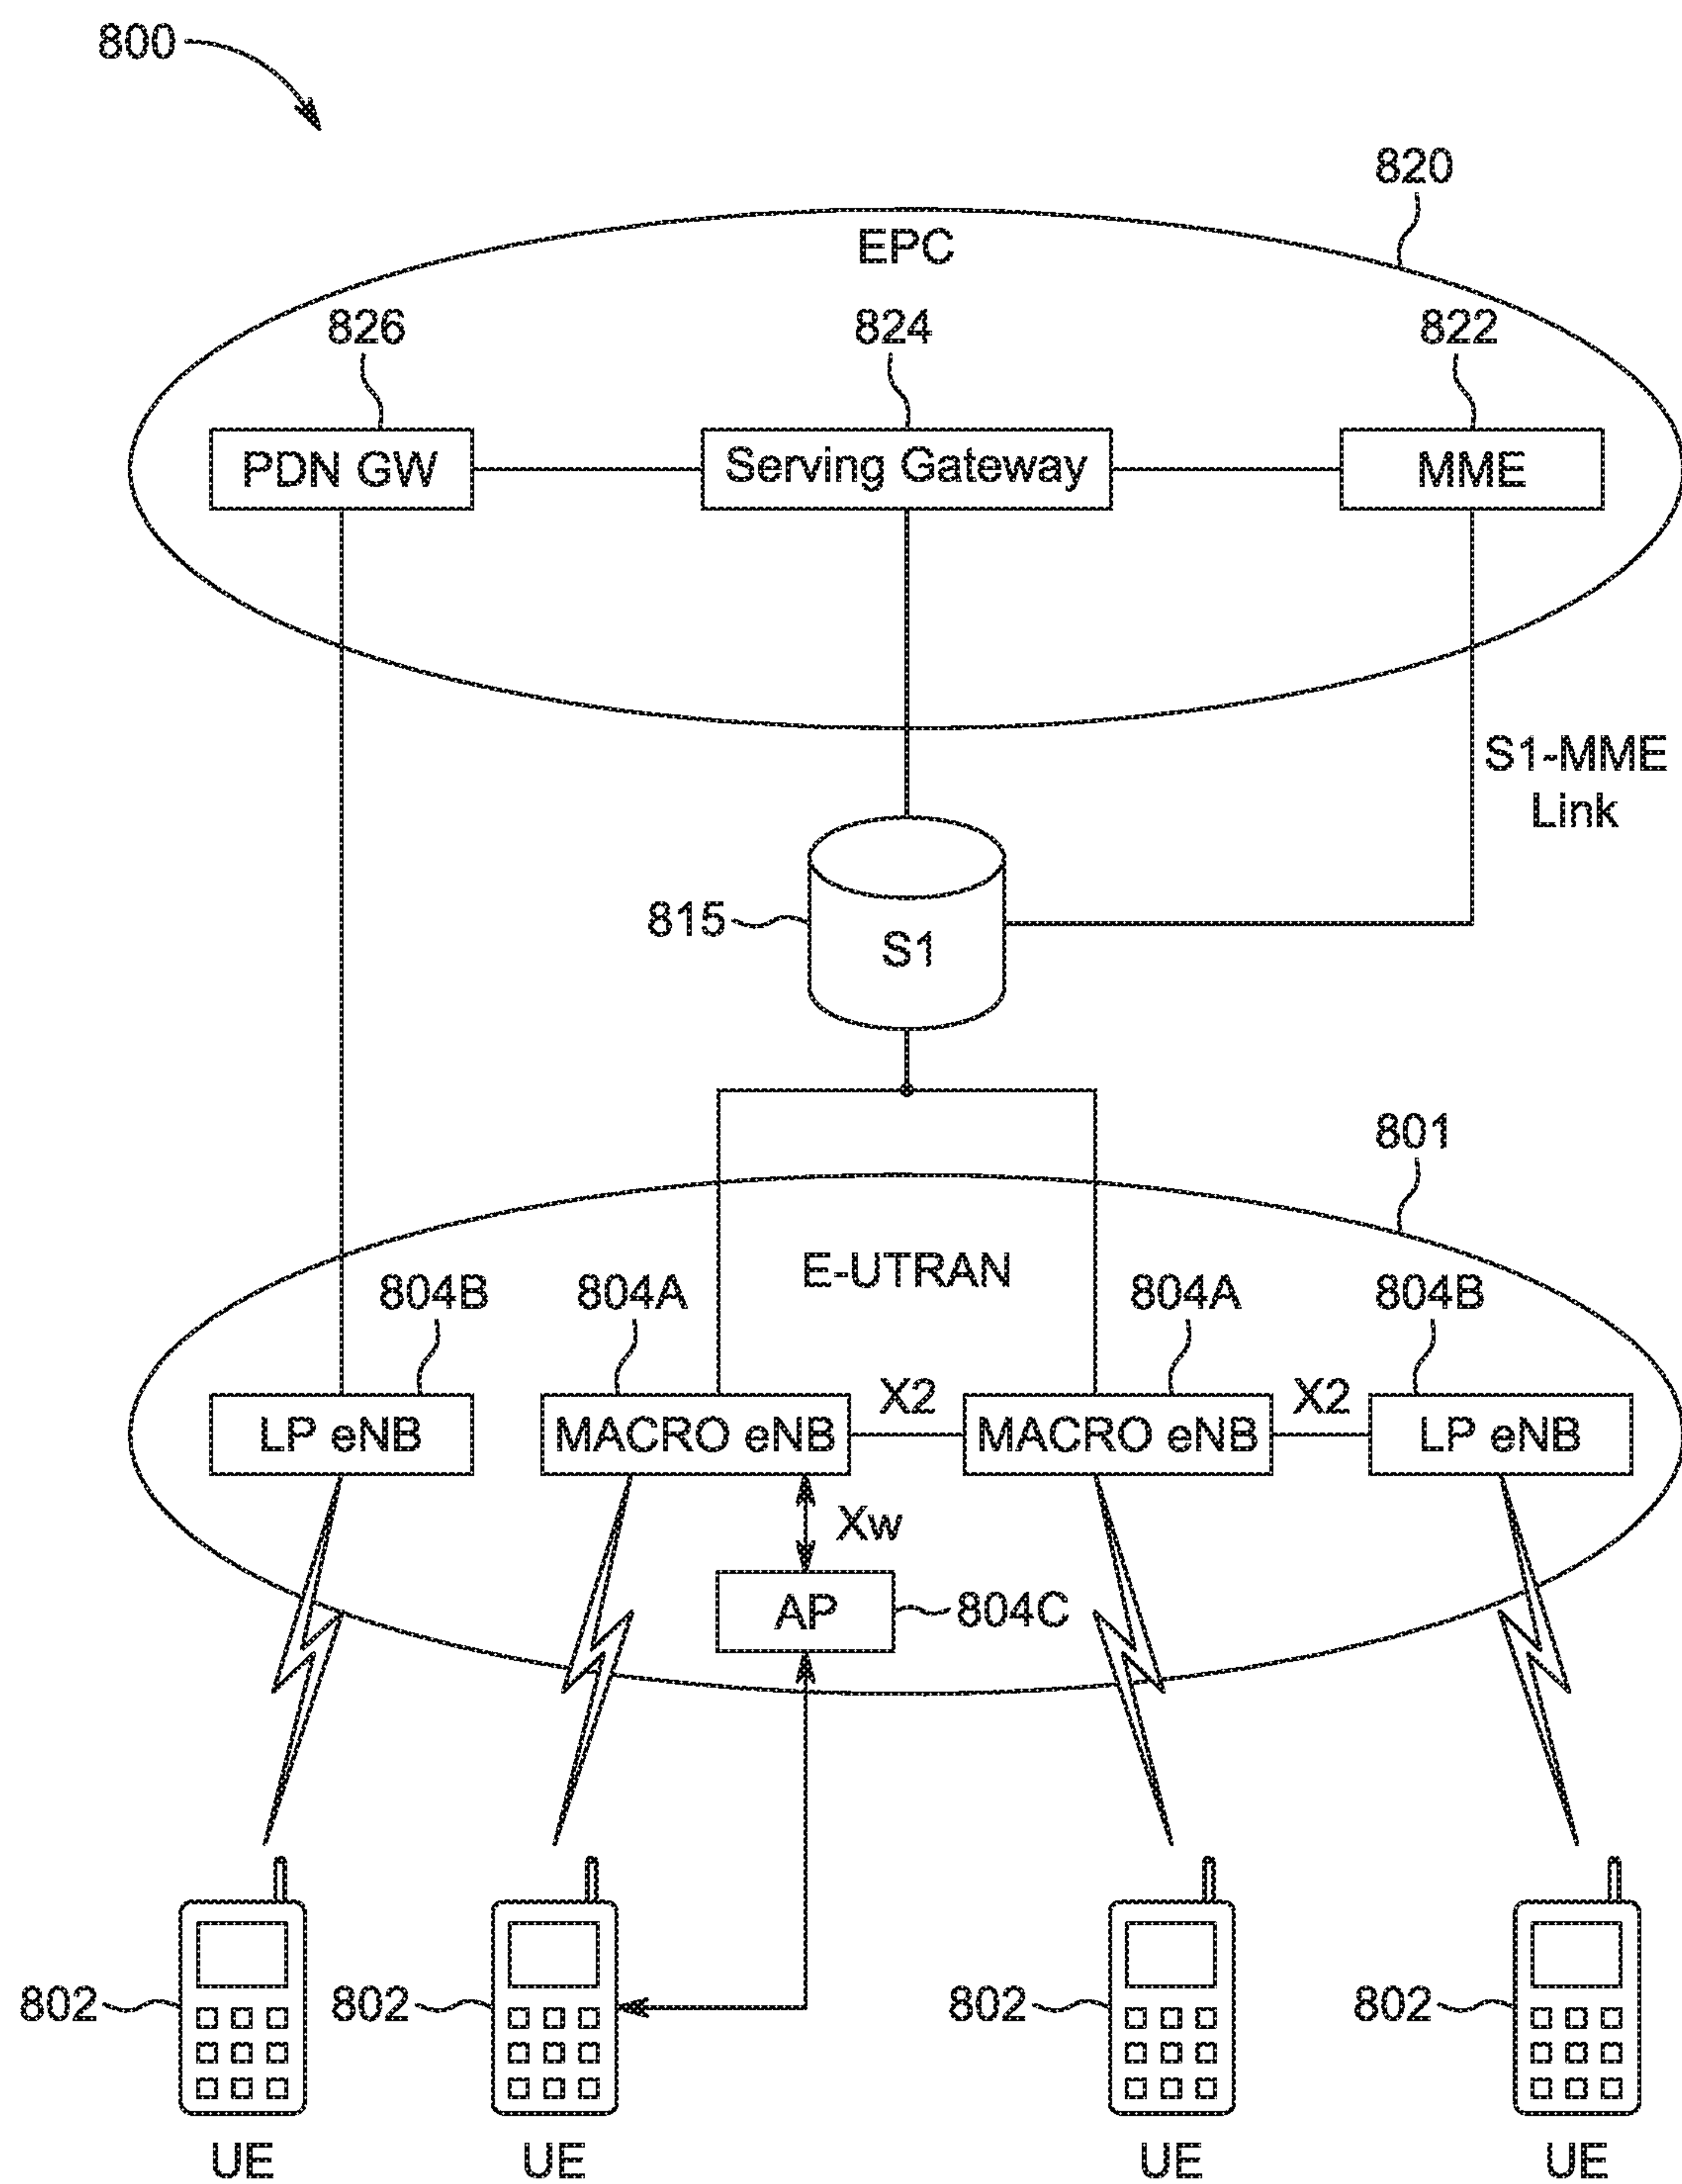 800
820
EPC
826
824
822
PDN GW
Serving Gateway
MME
S1-MME
Link
815
S1
801
E-UTRAN
804B
804A
804A
804B
LP eNB
MACRO eNB
X2
MACRO eNB
X2
LP eNB
Xw
AP
804C
802
802
802
802
UE
UE
UE
UE